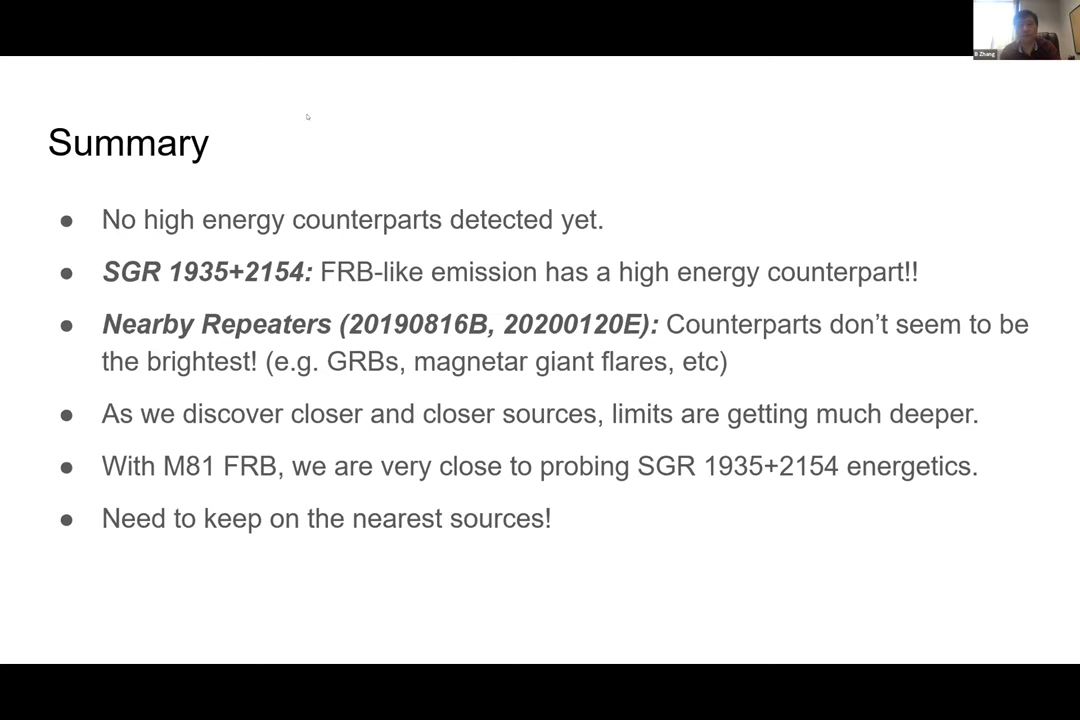 B Zhang
Summary
● No high energy counterparts detected yet.
● SGR 1935+2154: FRB-like emission has a high energy counterpart!!
● Nearby Repeaters (20190816B, 20200120E): Counterparts don’t seem to be
the brightest! (e.g. GRBs, magnetar giant flares, etc)
● As we discover closer and closer sources, limits are getting much deeper.
● With M81 FRB, we are very close to probing SGR 1935+2154 energetics.
● Need to keep on the nearest sources!